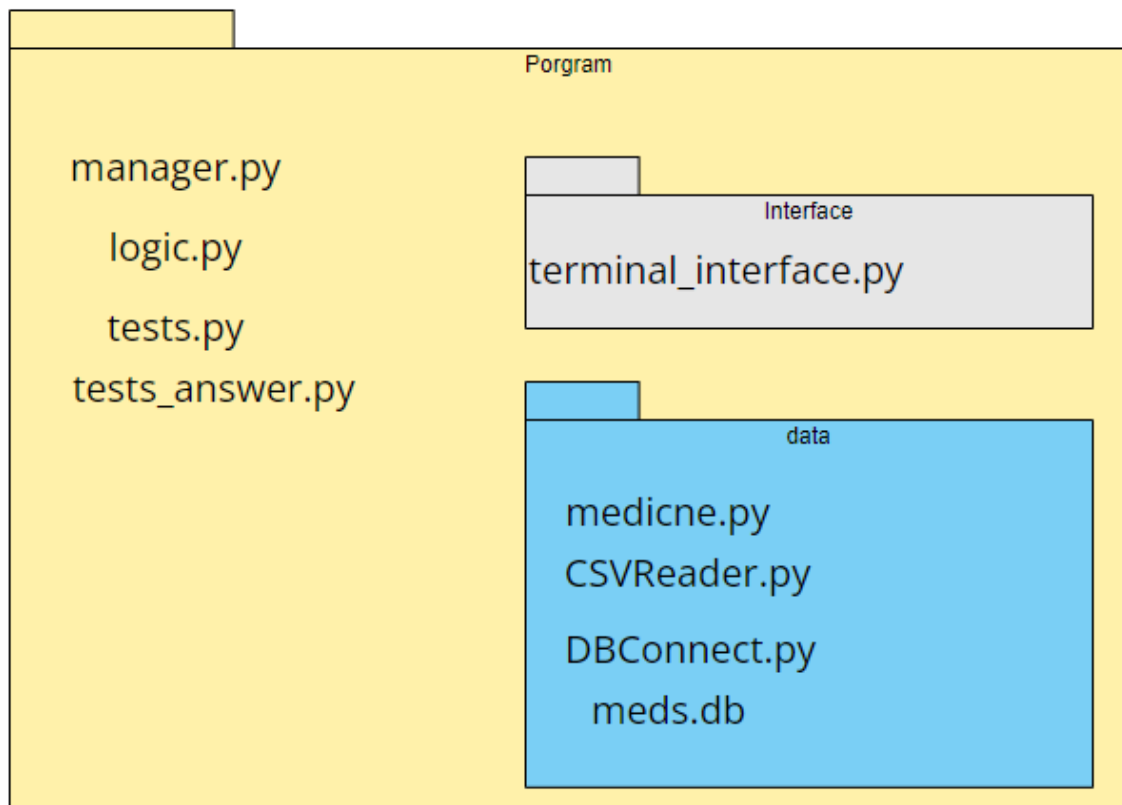 Porgram
manager.py
logic.py
tests.py
tests_answer.py
Interface
terminal_interface.py
data
medicne.py
CSVReader.py
DBConnect.py
meds.db